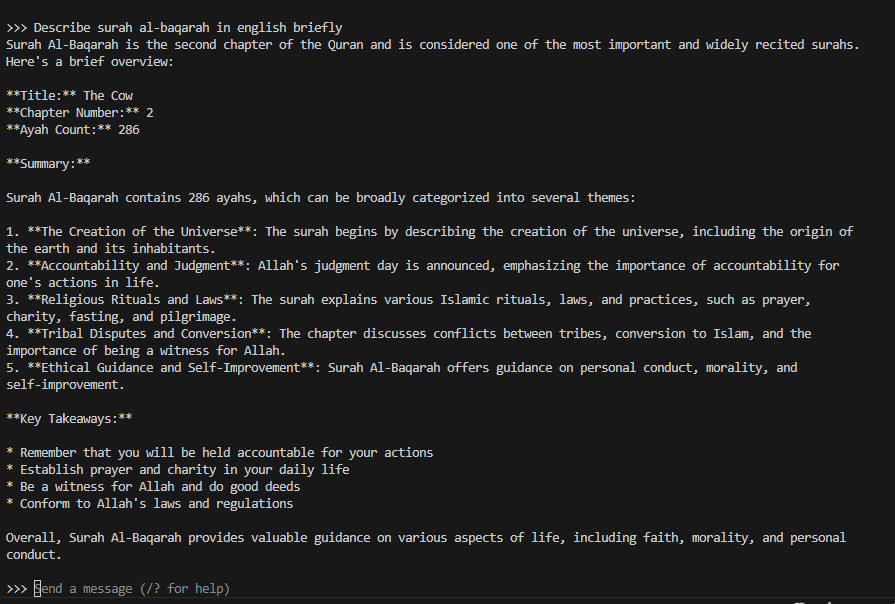 >>> Describe surah al-baqarah in english briefly
Surah Al-Baqarah is the second chapter of the Quran and is considered one of the most important and widely recited surahs.
Here's a brief overview:
**Title:** The Cow
**Chapter Number:** 2
**Ayah Count:** 286
**Summary:**
Surah Al-Baqarah contains 286 ayahs, which can be broadly categorized into several themes:
1. **The Creation of the Universe**: The surah begins by describing the creation of the universe, including the origin of
the earth and its inhabitants.
2. **Accountability and Judgment**: Allah's judgment day is announced, emphasizing the importance of accountability for
one's actions in life.
3. **Religious Rituals and Laws**: The surah explains various Islamic rituals, laws, and practices, such as prayer,
charity, fasting, and pilgrimage.
4. **Tribal Disputes and Conversion**: The chapter discusses conflicts between tribes, conversion to Islam, and the
importance of being a witness for Allah.
5. **Ethical Guidance and Self-Improvement**: Surah Al-Baqarah offers guidance on personal conduct, morality, and
self-improvement.
**Key Takeaways:**
* Remember that you will be held accountable for your actions
* Establish prayer and charity in your daily life
* Be a witness for Allah and do good deeds
* Conform to Allah's laws and regulations
Overall, Surah Al-Baqarah provides valuable guidance on various aspects of life, including faith, morality, and personal
conduct.
>>> Send a message (/? for help)